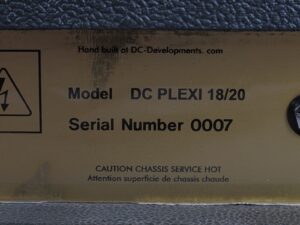 Hand built at DC-Developments. com
Model DC PLEXI 18/20
Serial Number 0007
CAUTION CHASSIS SERVICE HOT
Attention superficie de chassis chaude